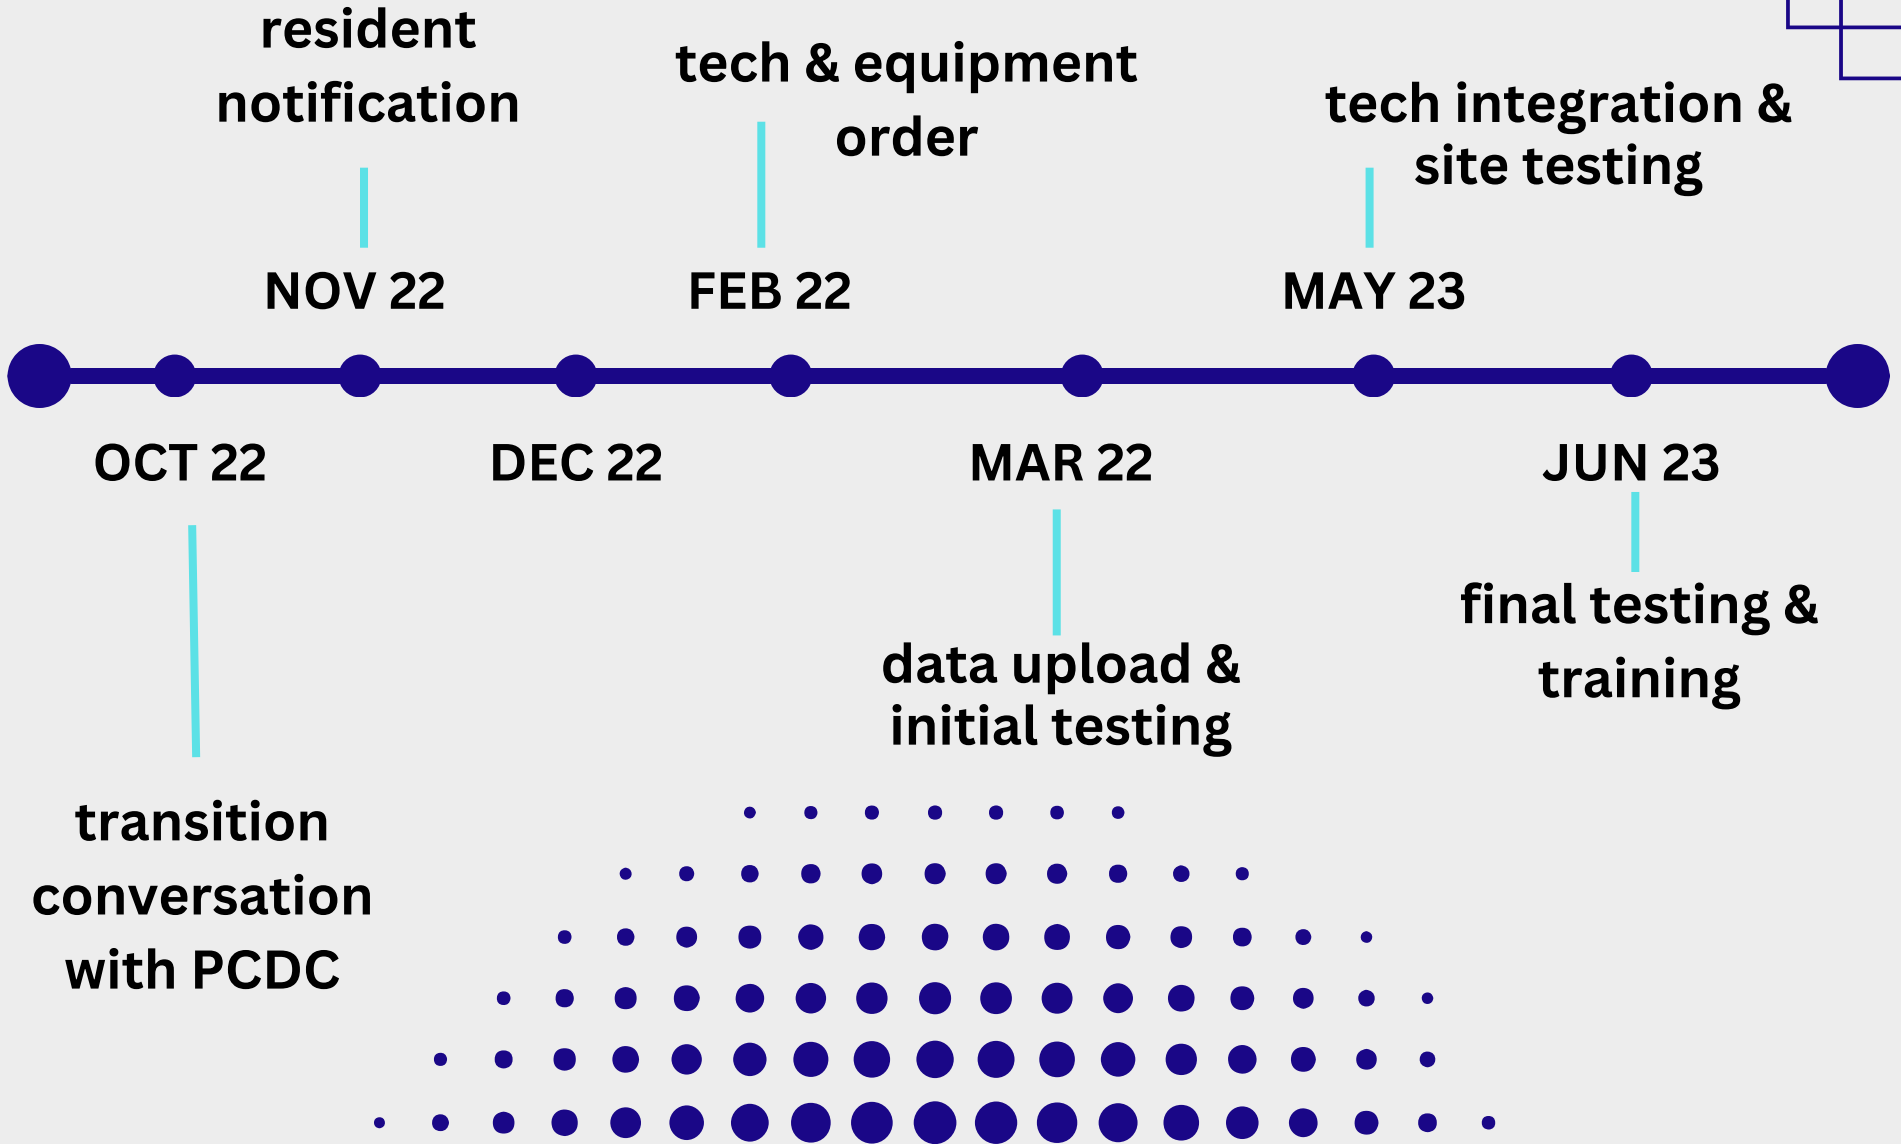 resident
notification
tech & equipment
order
tech integration &
site testing
NOV 22
FEB 22
MAY 23
OCT 22
DEC 22
MAR 22
JUN 23
final testing &
training
data upload &
initial testing
transition
conversation
with PCDC